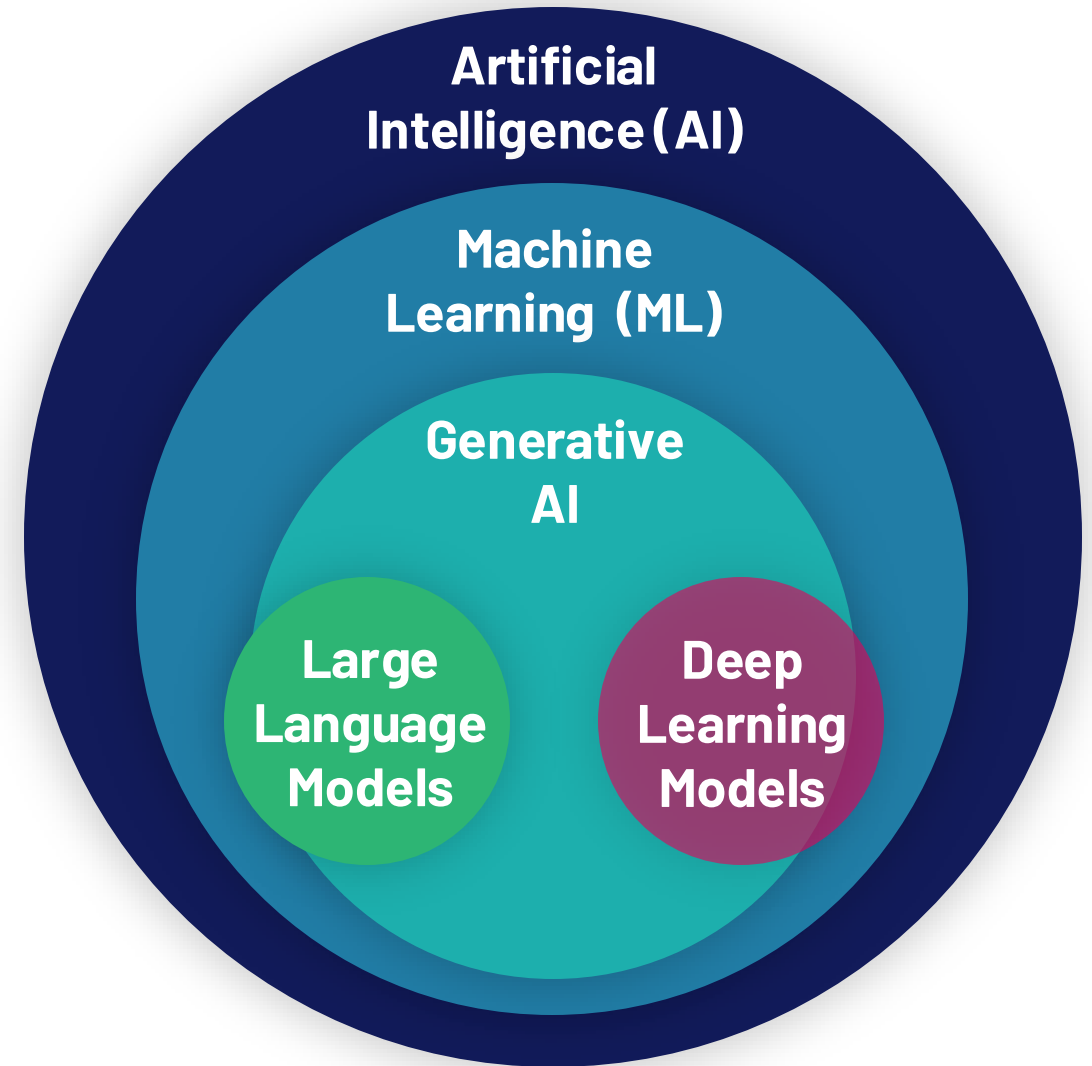 Artificial
Intelligence (AI)
Machine
Learning (ML)
Generative
AI
Large
Language
Models
Deep
Learning
Models